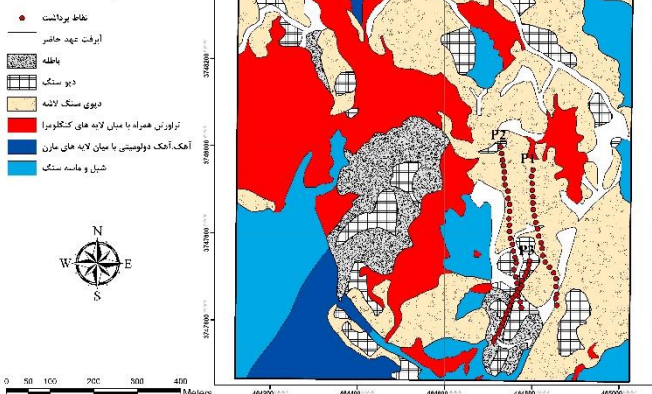 نقاط برداشت
آبرفت عهد حاضر
باطله
دپو سنگ
دپوی سنگ لاشه
تراورتن همراه با میان لایه های کنگلومرا
آهک،آهک دولومیتی با میان لایه های مارن
شیل و ماسه سنگ
N
W E
S
0 50 100 200 300 400
Meters
P2
P1
P3